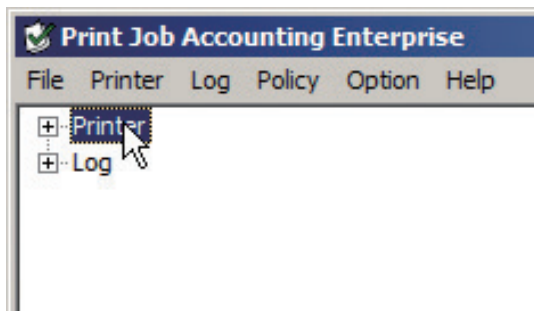 Print Job Accounting Enterprise
File Printer Log Policy Option Help
Printer
Log